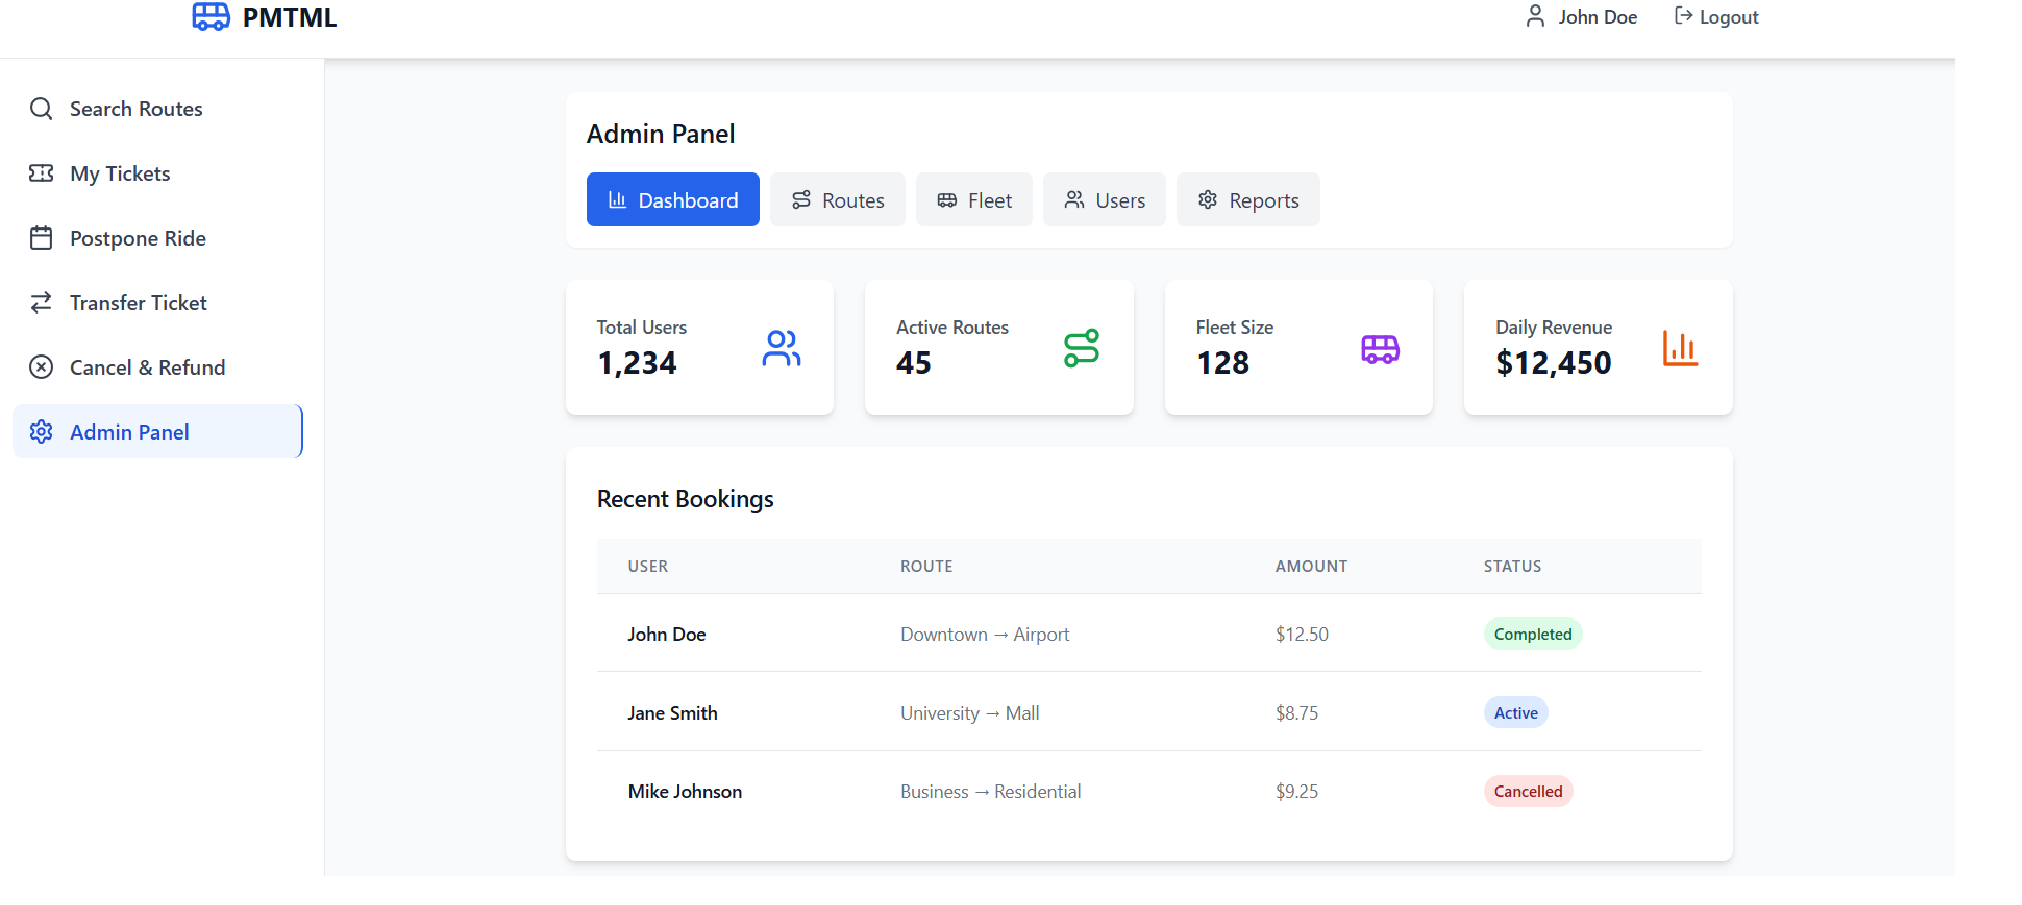 PMTML
John Doe
Logout
Search Routes
My Tickets
Postpone Ride
Transfer Ticket
Cancel & Refund
Admin Panel
Admin Panel
Dashboard
Routes
Fleet
Users
Reports
Total Users
1,234
Active Routes
45
Fleet Size
128
Daily Revenue
$12,450
Recent Bookings
USER ROUTE AMOUNT STATUS
John Doe Downtown → Airport $12.50 Completed
Jane Smith University → Mall $8.75 Active
Mike Johnson Business → Residential $9.25 Cancelled